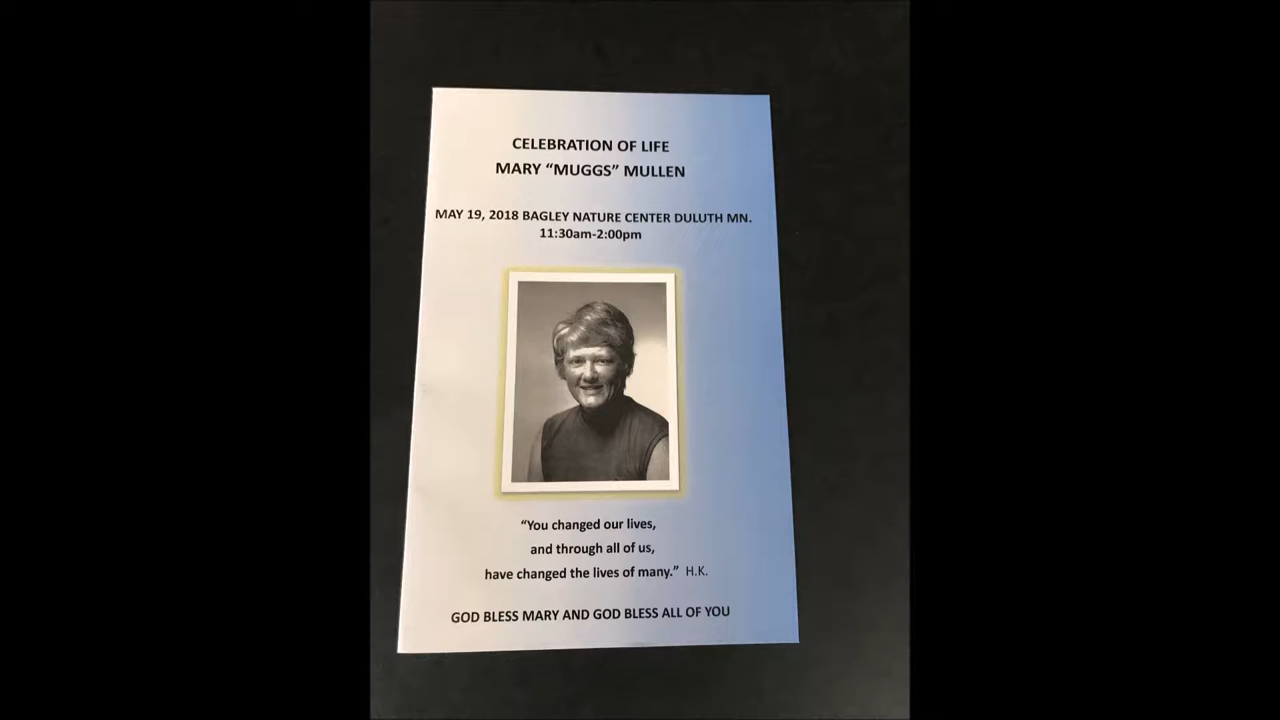 CELEBRATION OF LIFE
MARY “MUGGS” MULLEN
MAY 19, 2018 BAGLEY NATURE CENTER DULUTH MN.
11:30am-2:00pm
“You changed our lives,
and through all of us,
have changed the lives of many.” H.K.
GOD BLESS MARY AND GOD BLESS ALL OF YOU